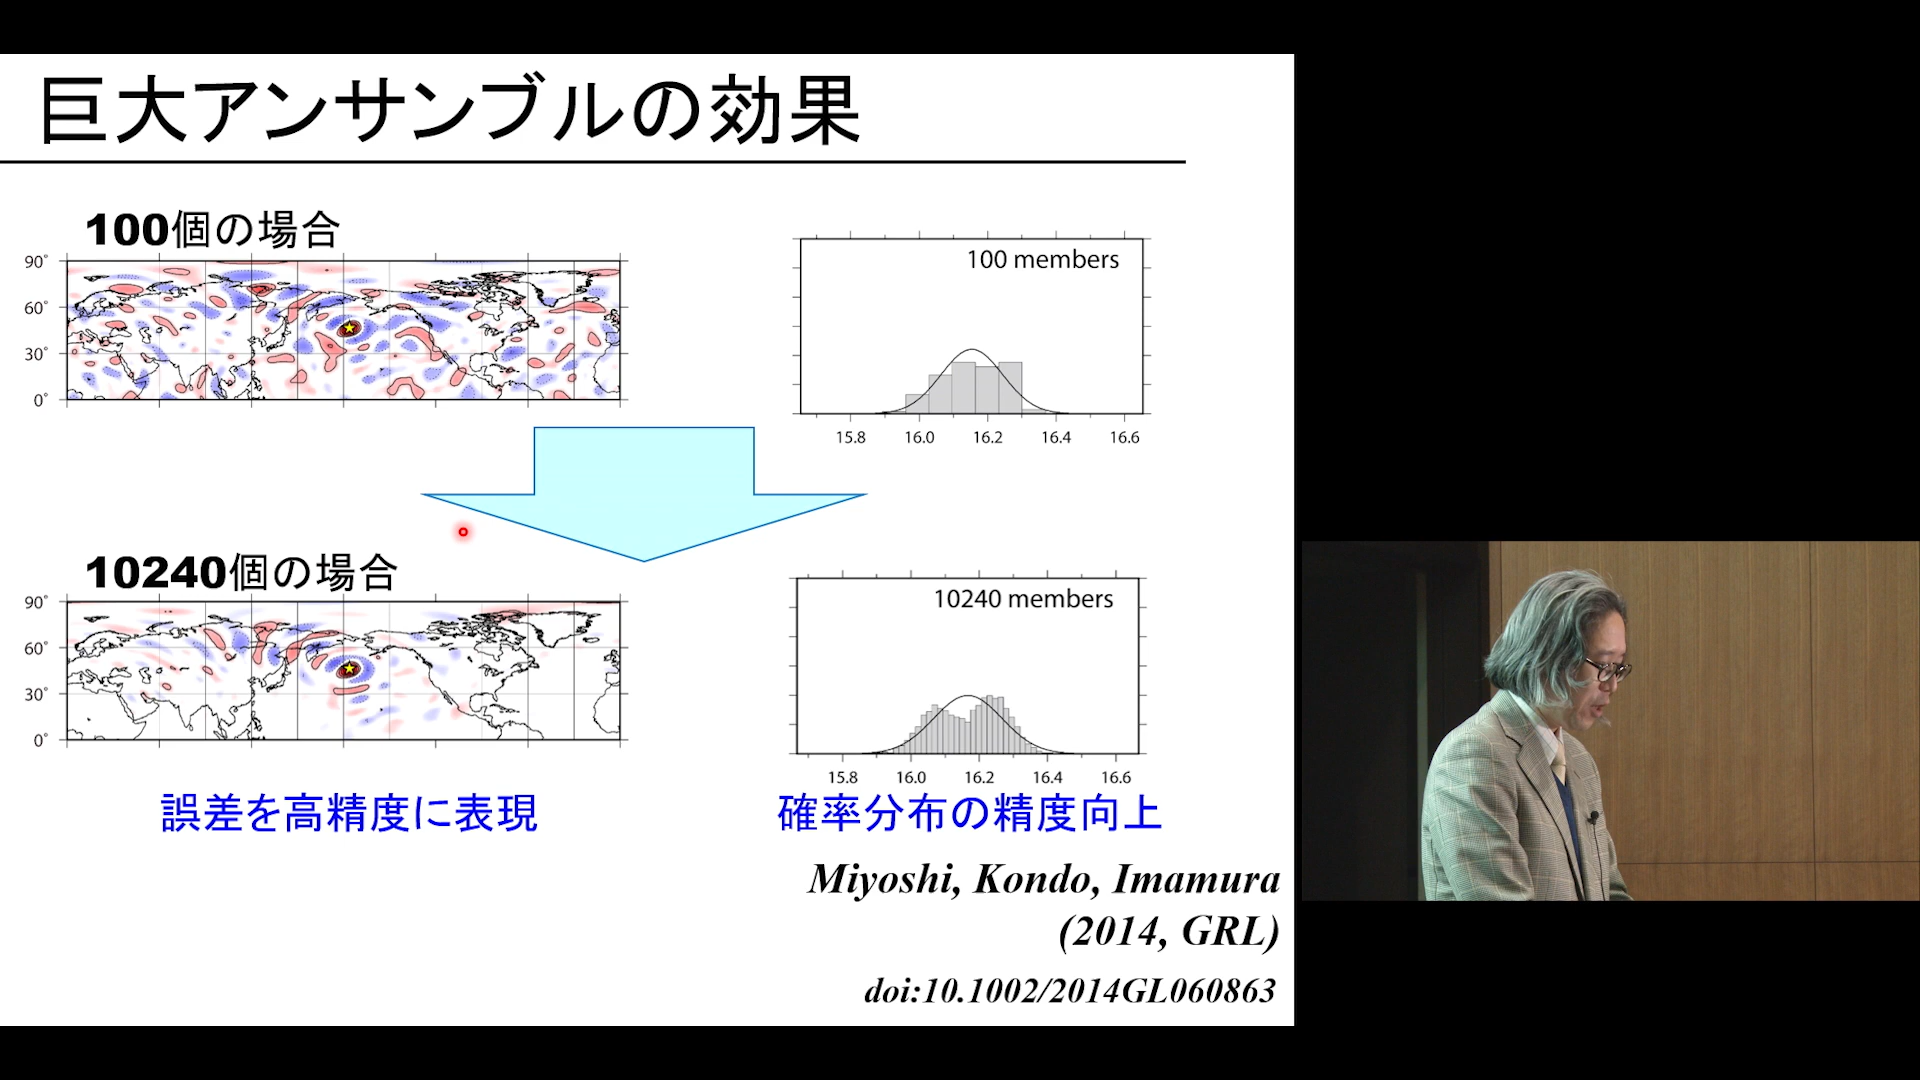 巨大アンサンブルの効果
100個の場合
90°
60°
30°
0°
100 members
15.8 16.0 16.2 16.4 16.6
10240個の場合
90°
60°
30°
0°
10240 members
15.8 16.0 16.2 16.4 16.6
誤差を高精度に表現
確率分布の精度向上
Miyoshi, Kondo, Imamura
(2014, GRL)
doi:10.1002/2014GL060863